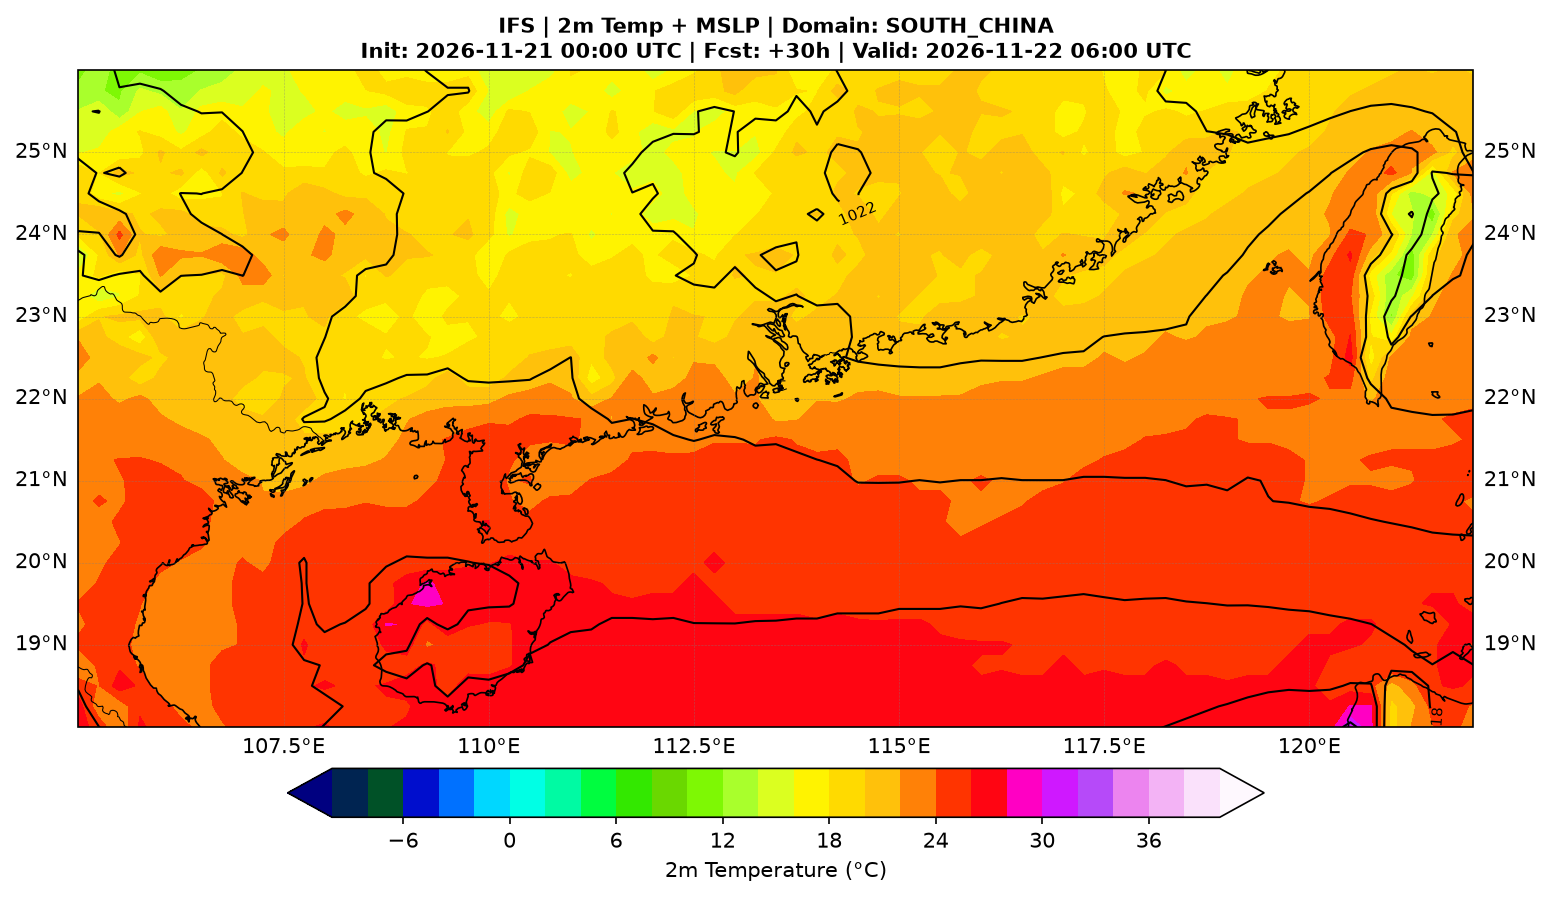 IFS | 2m Temp + MSLP | Domain: SOUTH_CHINA
Init: 2026-11-21 00:00 UTC | Fcst: +30h | Valid: 2026-11-22 06:00 UTC
25°N 25°N
24°N 24°N
23°N 23°N
22°N 22°N
21°N 21°N
20°N 20°N
19°N 19°N
1022
18
107.5°E 110°E 112.5°E 115°E 117.5°E 120°E
−6 0 6 12 18 24 30 36
2m Temperature (°C)